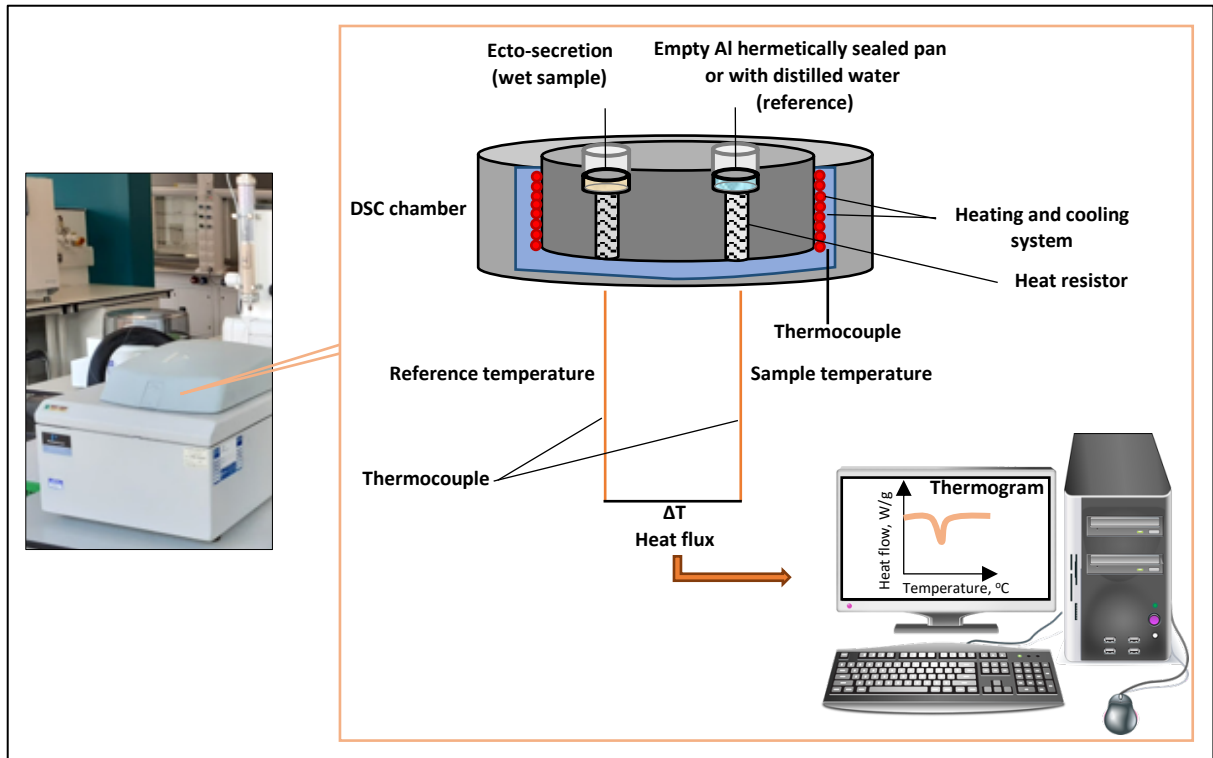 Ecto-secretion
(wet sample)
Empty Al hermetically sealed pan
or with distilled water
(reference)
DSC chamber
Heating and cooling
system
Heat resistor
Thermocouple
Reference temperature
Sample temperature
Thermocouple
ΔT
Heat flux
Thermogram
Heat flow, W/g
Temperature, °C